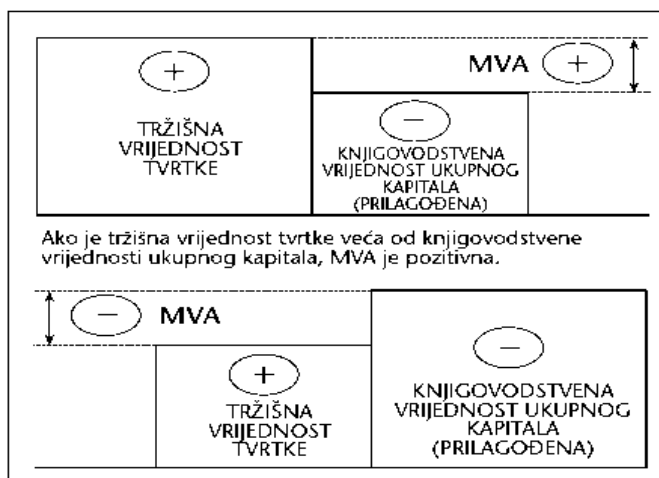 +
MVA +
TRŽIŠNA
VRIJEDNOST
TVRTKE
−
KNJIGOVODSTVENA
VRIJEDNOST UKUPNOG
KAPITALA
(PRILAGOĐENA)
Ako je tržišna vrijednost tvrtke veća od knjigovodstvene
vrijednosti ukupnog kapitala, MVA je pozitivna.
− MVA
+
TRŽIŠNA
VRIJEDNOST
TVRTKE
−
KNJIGOVODSTVENA
VRIJEDNOST UKUPNOG
KAPITALA
(PRILAGOĐENA)